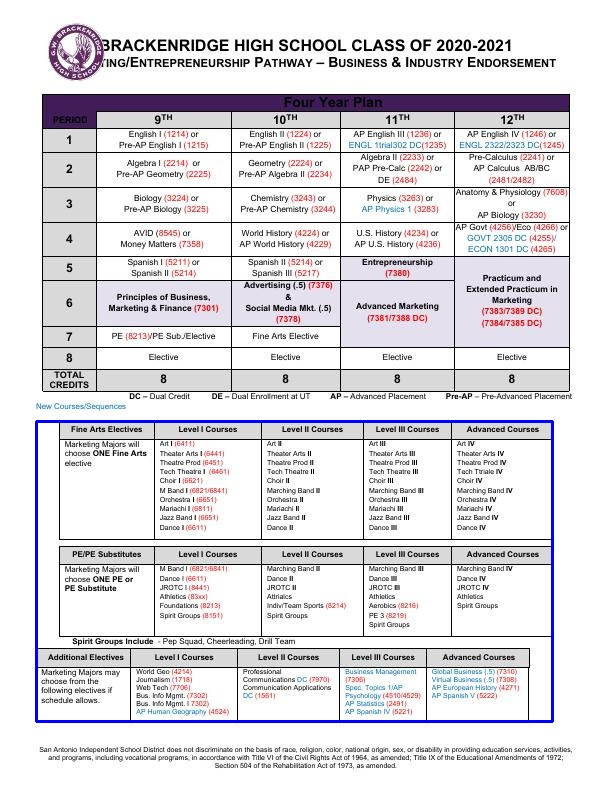 G.W. BRACKENRIDGE
HIGH SCHOOL
BRACKENRIDGE HIGH SCHOOL CLASS OF 2020-2021
TING/ENTREPRENEURSHIP PATHWAY – BUSINESS & INDUSTRY ENDORSEMENT
Four Year Plan
PERIOD 9TH 10TH 11TH 12TH
1
English I (1214) or
Pre-AP English I (1215)
English II (1224) or
Pre-AP English II (1225)
AP English III (1236) or
ENGL 1trial302 DC(1235)
AP English IV (1246) or
ENGL 2322/2323 DC(1245)
2
Algebra I (2214) or
Pre-AP Geometry (2225)
Geometry (2224) or
Pre-AP Algebra II (2234)
Algebra II (2233) or
PAP Pre-Calc (2242) or
DE (2484)
Pre-Calculus (2241) or
AP Calculus AB/BC
(2481/2482)
3
Biology (3224) or
Pre-AP Biology (3225)
Chemistry (3243) or
Pre-AP Chemistry (3244)
Physics (3263) or
AP Physics 1 (3283)
Anatomy & Physiology (7608)
or
AP Biology (3230)
4
AVID (8545) or
Money Matters (7358)
World History (4224) or
AP World History (4229)
U.S. History (4234) or
AP U.S. History (4236)
AP Govt (4256)/Eco (4266) or
GOVT 2305 DC (4255)/
ECON 1301 DC (4265)
5
Spanish I (5211) or
Spanish II (5214)
Spanish II (5214) or
Spanish III (5217)
Entrepreneurship
(7380)
Practicum and
Extended Practicum in
Marketing
(7383/7389 DC)
(7384/7385 DC)
6
Principles of Business,
Marketing & Finance (7301)
Advertising (.5) (7376)
&
Social Media Mkt. (.5)
(7378)
Advanced Marketing
(7381/7388 DC)
7
PE (8213)/PE Sub./Elective
Fine Arts Elective
8 Elective Elective Elective Elective
TOTAL
CREDITS
8 8 8 8
DC – Dual Credit DE – Dual Enrollment at UT AP – Advanced Placement Pre-AP – Pre-Advanced Placement
New Courses/Sequences
Fine Arts Electives Level I Courses Level II Courses Level III Courses Advanced Courses
Marketing Majors will
choose ONE Fine Arts
elective
Art I (6411)
Theater Arts I (6441)
Theatre Prod (6451)
Tech Theatre I (6461)
Choir I (6621)
M Band I (6821/6841)
Orchestra I (6651)
Mariachi I (6811)
Jazz Band I (6651)
Dance I (6611)
Art II
Theater Arts II
Theatre Prod II
Tech Theatre II
Choir II
Marching Band II
Orchestra II
Mariachi II
Jazz Band II
Dance II
Art III
Theater Arts III
Theatre Prod III
Tech Theatre III
Choir III
Marching Band III
Orchestra III
Mariachi III
Jazz Band III
Dance III
Art IV
Theater Arts IV
Theatre Prod IV
Tech Triale IV
Choir IV
Marching Band IV
Orchestra IV
Mariachi IV
Jazz Band IV
Dance IV
PE/PE Substitutes Level I Courses Level II Courses Level III Courses Advanced Courses
Marketing Majors will
choose ONE PE or
PE Substitute
M Band I (6821/6841)
Dance I (6611)
JROTC I (8441)
Athletics (83xx)
Foundations (8213)
Spirit Groups (8151)
Marching Band II
Dance II
JROTC II
Attrialcs
Indiv/Team Sports (8214)
Marching Band III
Dance III
JROTC III
Athletics
Aerobics (8216)
PE 3 (8219)
Spirit Groups
Marching Band IV
Dance IV
JROTC IV
Athletics
Spirit Groups
Spirit Groups Include - Pep Squad, Cheerleading, Drill Team
Additional Electives Level I Courses Level II Courses Level III Courses Advanced Courses
Marketing Majors may
choose from the
following electives if
schedule allows.
World Geo (4214)
Journalism (1718)
Web Tech (7706)
Bus. Info Mgmt. (7302)
Bus. Info Mgmt. I 7302)
AP Human Geography (4524)
Professional
Communications DC (7970)
Communication Applications
DC (1561)
Business Management
(7306)
Spec. Topics 1/AP
Psychology (4510/4529)
AP Statistics (2491)
AP Spanish IV (5221)
Global Business (.5) (7310)
Virtual Business (.5) (7308)
AP European History (4271)
AP Spanish V (5222)
San Antonio Independent School District does not discriminate on the basis of race, religion, color, national origin, sex, or disability in providing education services, activities,
and programs, including vocational programs, in accordance with Title VI of the Civil Rights Act of 1964, as amended; Title IX of the Educational Amendments of 1972;
Section 504 of the Rehabilitation Act of 1973, as amended.